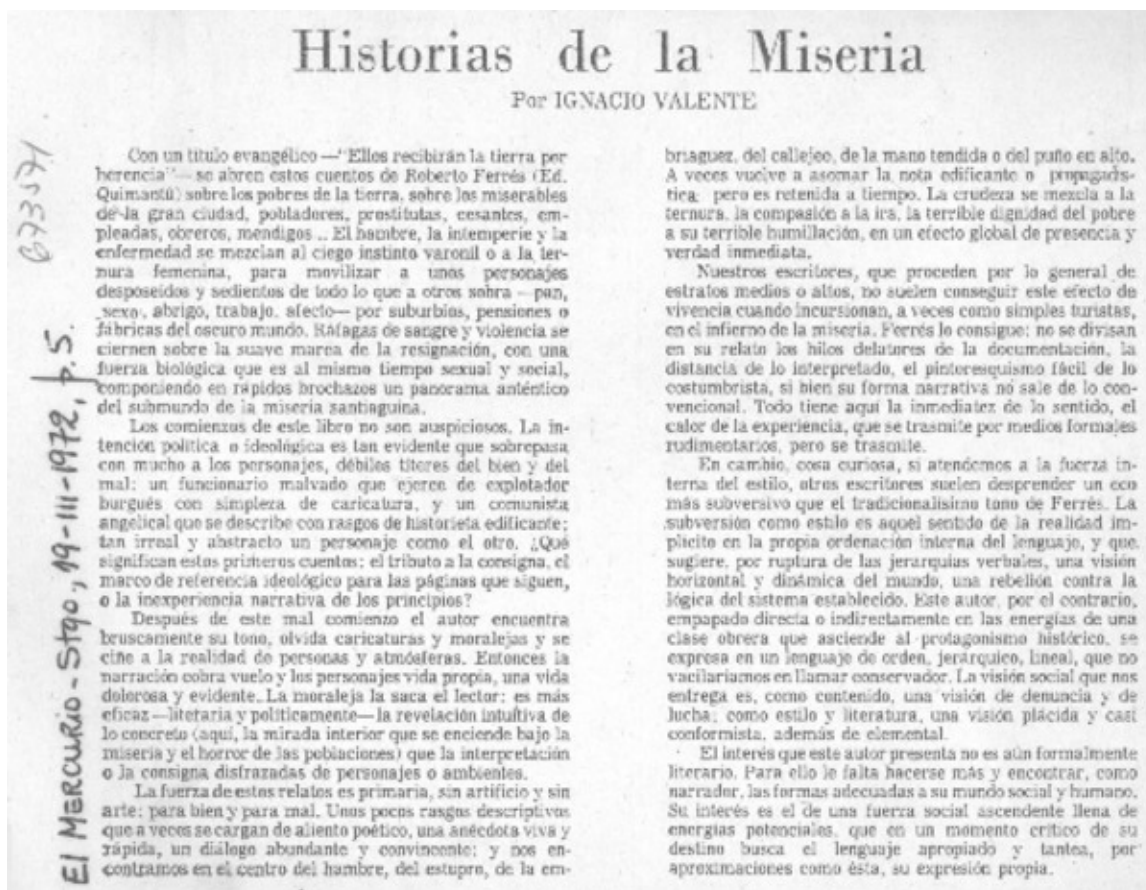 Historias de la Miseria
Por IGNACIO VALENTE
673571
El MERCURIO - Stgo, 19-III-1972, p.5.
Con un título evangélico —"Ellos recibirán la tierra por
herencia"— se abren estos cuentos de Roberto Ferrés (Ed.
Quimantú) sobre los pobres de la tierra, sobre los miserables
de la gran ciudad, pobladores, prostitutas, cesantes, em-
pleadas, obreros, mendigos... El hambre, la intemperie y la
enfermedad se mezclan al ciego instinto varonil o a la ter-
nura femenina, para movilizar a unos personajes
desposeídos y sedientos de todo lo que a otros sobra —pan,
sexo, abrigo, trabajo, afecto— por suburbios, pensiones o
fábricas del oscuro mundo. Ráfagas de sangre y violencia se
ciernen sobre la suave marea de la resignación, con una
fuerza biológica que es al mismo tiempo sexual y social,
componiendo en rápidos brochazos un panorama auténtico
del submundo de la miseria santiaguina.
Los comienzos de este libro no son auspiciosos. La in-
tención política o ideológica es tan evidente que sobrepasa
con mucho a los personajes, débiles títeres del bien y del
mal: un funcionario malvado que ejerce de explotador
burgués con simpleza de caricatura, y un comunista
angelical que se describe con rasgos de historieta edificante;
tan irreal y abstracto un personaje como el otro. ¿Qué
significan estos primeros cuentos: el tributo a la consigna, el
marco de referencia ideológico para las páginas que siguen,
o la inexperiencia narrativa de los principios?
Después de este mal comienzo el autor encuentra
bruscamente su tono, olvida caricaturas y moralejas y se
ciñe a la realidad de personas y atmósferas. Entonces la
narración cobra vuelo y los personajes vida propia, una vida
dolorosa y evidente. La moraleja la saca el lector: es más
eficaz —literaria y políticamente— la revelación intuitiva de
lo concreto (aquí, la mirada interior que se enciende bajo la
miseria y el horror de las poblaciones) que la interpretación
o la consigna disfrazadas de personajes o ambientes.
La fuerza de estos relatos es primaria, sin artificio y sin
arte: para bien y para mal. Unos pocos rasgos descriptivos
que a veces se cargan de aliento poético, una anécdota viva y
rápida, un diálogo abundante y convincente; y nos en-
contramos en el centro del hambre, del estupro, de la em-
briaguez, del callejeo, de la mano tendida o del puño en alto.
A veces vuelve a asomar la nota edificante o propagandís-
tica; pero es retenida a tiempo. La crudeza se mezcla a la
ternura, la compasión a la ira, la terrible dignidad del pobre
a su terrible humillación, en un efecto global de presencia y
verdad inmediata.
Nuestros escritores, que proceden por lo general de
estratos medios o altos, no suelen conseguir este efecto de
vivencia cuando incursionan, a veces como simples turistas,
en el infierno de la miseria. Ferrés lo consigue: no se divisan
en su relato los hilos delatores de la documentación, la
distancia de lo interpretado, el pintoresquismo fácil de lo
costumbrista, si bien su forma narrativa no sale de lo con-
vencional. Todo tiene aquí la inmediatez de lo sentido, el
calor de la experiencia, que se trasmite por medios formales
rudimentarios, pero se trasmite.
En cambio, cosa curiosa, si atendemos a la fuerza in-
terna del estilo, otros escritores suelen desprender un eco
más subversivo que el tradicionalísimo tono de Ferrés. La
subversión como estilo es aquel sentido de la realidad im-
plícito en la propia ordenación interna del lenguaje, y que
sugiere, por ruptura de las jerarquías verbales, una visión
horizontal y dinámica del mundo, una rebelión contra la
lógica del sistema establecido. Este autor, por el contrario,
empapado directa o indirectamente en las energías de una
clase obrera que asciende al protagonismo histórico, se
expresa en un lenguaje de orden, jerárquico, lineal, que no
vacilaríamos en llamar conservador. La visión social que nos
entrega es, como contenido, una visión de denuncia y de
lucha; como estilo y literatura, una visión plácida y casi
conformista, además de elemental.
El interés que este autor presenta no es aún formalmente
literario. Para ello le falta hacerse más y encontrar, como
narrador, las formas adecuadas a su mundo social y humano.
Su interés es el de una fuerza social ascendente llena de
energías potenciales, que en un momento crítico de su
destino busca el lenguaje apropiado y tantea, por
aproximaciones como ésta, su expresión propia.